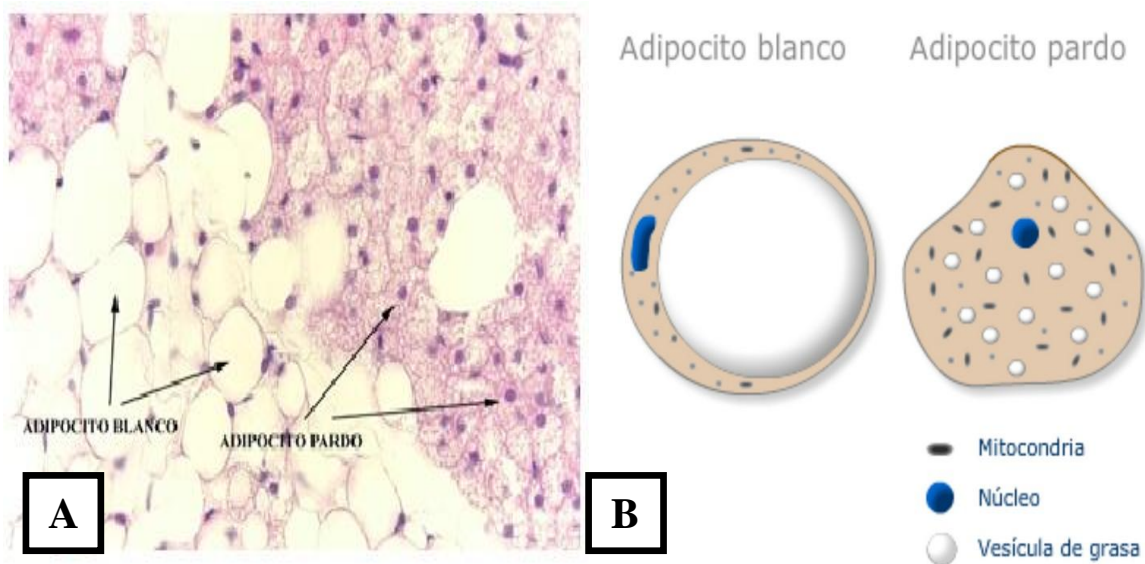 Adipocito blanco
Adipocito pardo
ADIPOCITO BLANCO
ADIPOCITO PARDO
A
B
Mitocondria
Núcleo
Vesícula de grasa